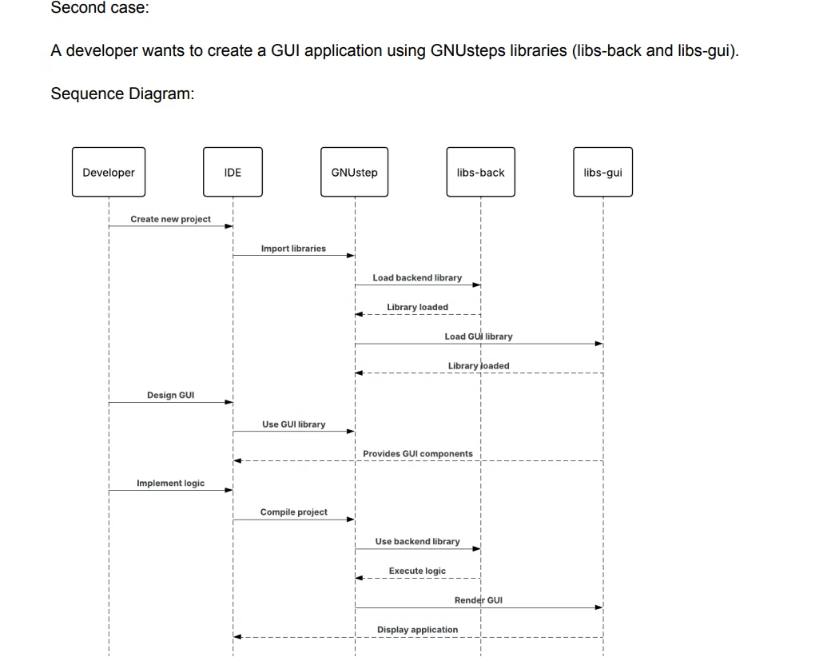 Second case:
A developer wants to create a GUI application using GNUsteps libraries (libs-back and libs-gui).
Sequence Diagram:
Developer
IDE
GNUstep
libs-back
libs-gui
Create new project
Import libraries
Load backend library
Library loaded
Load GUI library
Library loaded
Design GUI
Use GUI library
Provides GUI components
Implement logic
Compile project
Use backend library
Execute logic
Render GUI
Display application